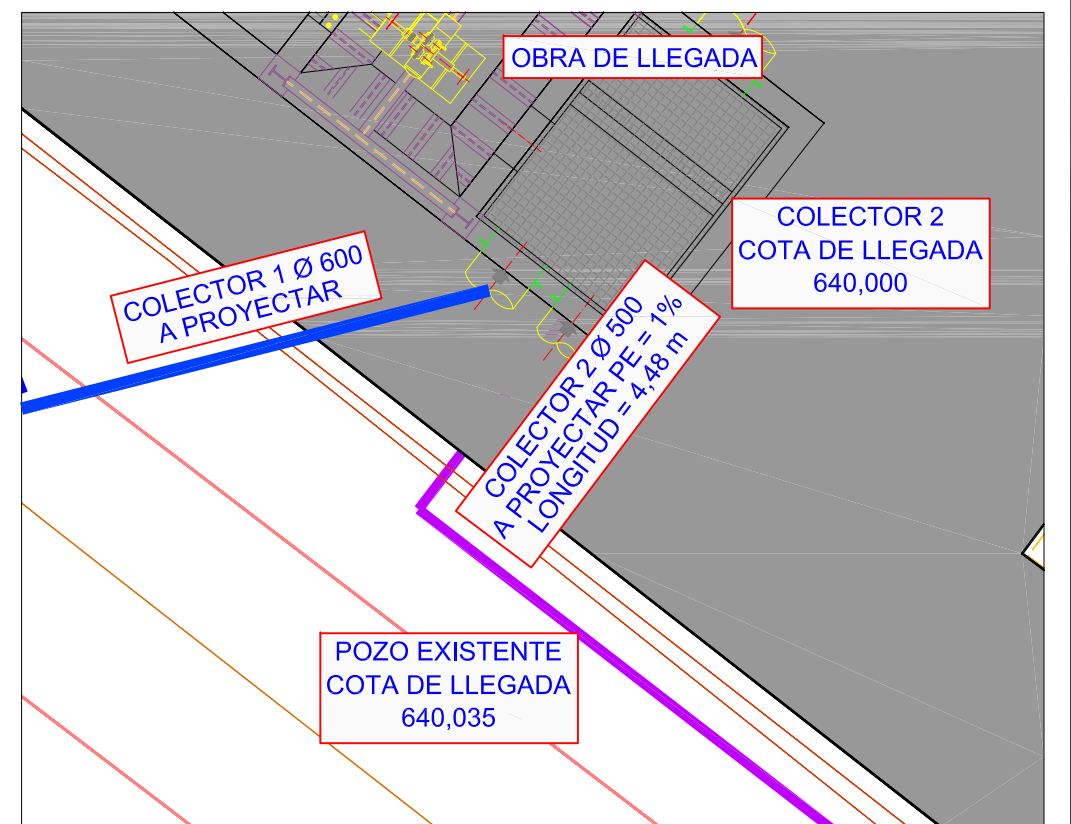 OBRA DE LLEGADA
COLECTOR 2
COTA DE LLEGADA
640,000
COLECTOR 1 Ø 600
A PROYECTAR
COLECTOR 2 Ø 500
A PROYECTAR PE = 1%
LONGITUD = 4,48 m
POZO EXISTENTE
COTA DE LLEGADA
640,035